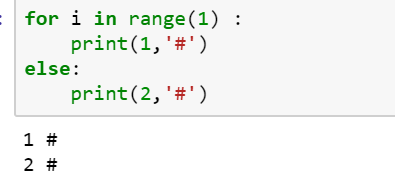 for i in range(1) :
    print(1,'#')
else:
    print(2,'#')
1 #
2 #